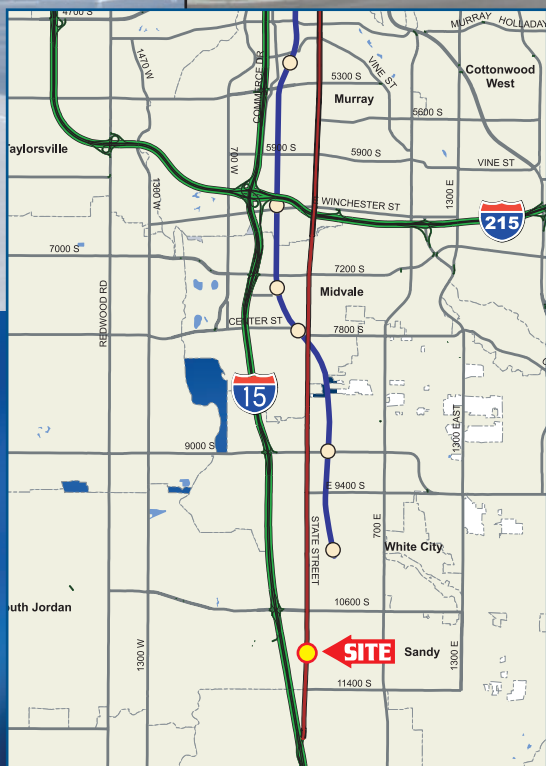 4700 S
MURRAY HOLLADAY
1470 W
COMMERCE DR
VINE ST
5300 S
Cottonwood
West
Murray
5600 S
700 W
5900 S
5900 S
VINE ST
Taylorsville
1300 W
WINCHESTER ST
1300 E
215
7000 S
7200 S
REDWOOD RD
Midvale
CENTER ST
7800 S
15
1300 EAST
9000 S
E 9400 S
STATE STREET
700 E
White City
outh Jordan
10600 S
1300 W
SITE
Sandy
1300 E
11400 S